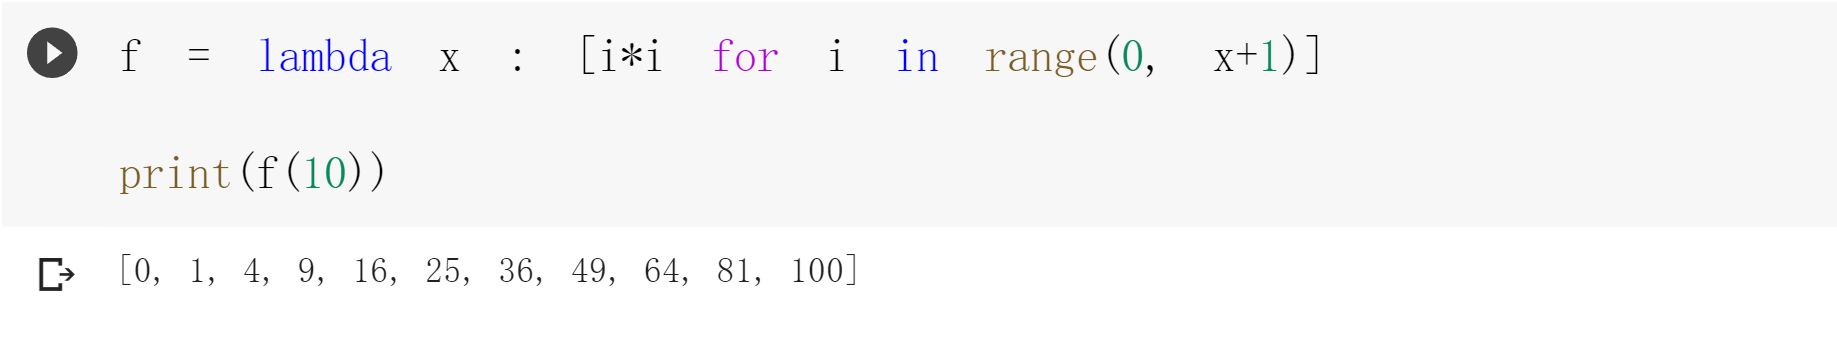 f = lambda x : [i*i for i in range(0, x+1)]
print(f(10))
[0, 1, 4, 9, 16, 25, 36, 49, 64, 81, 100]